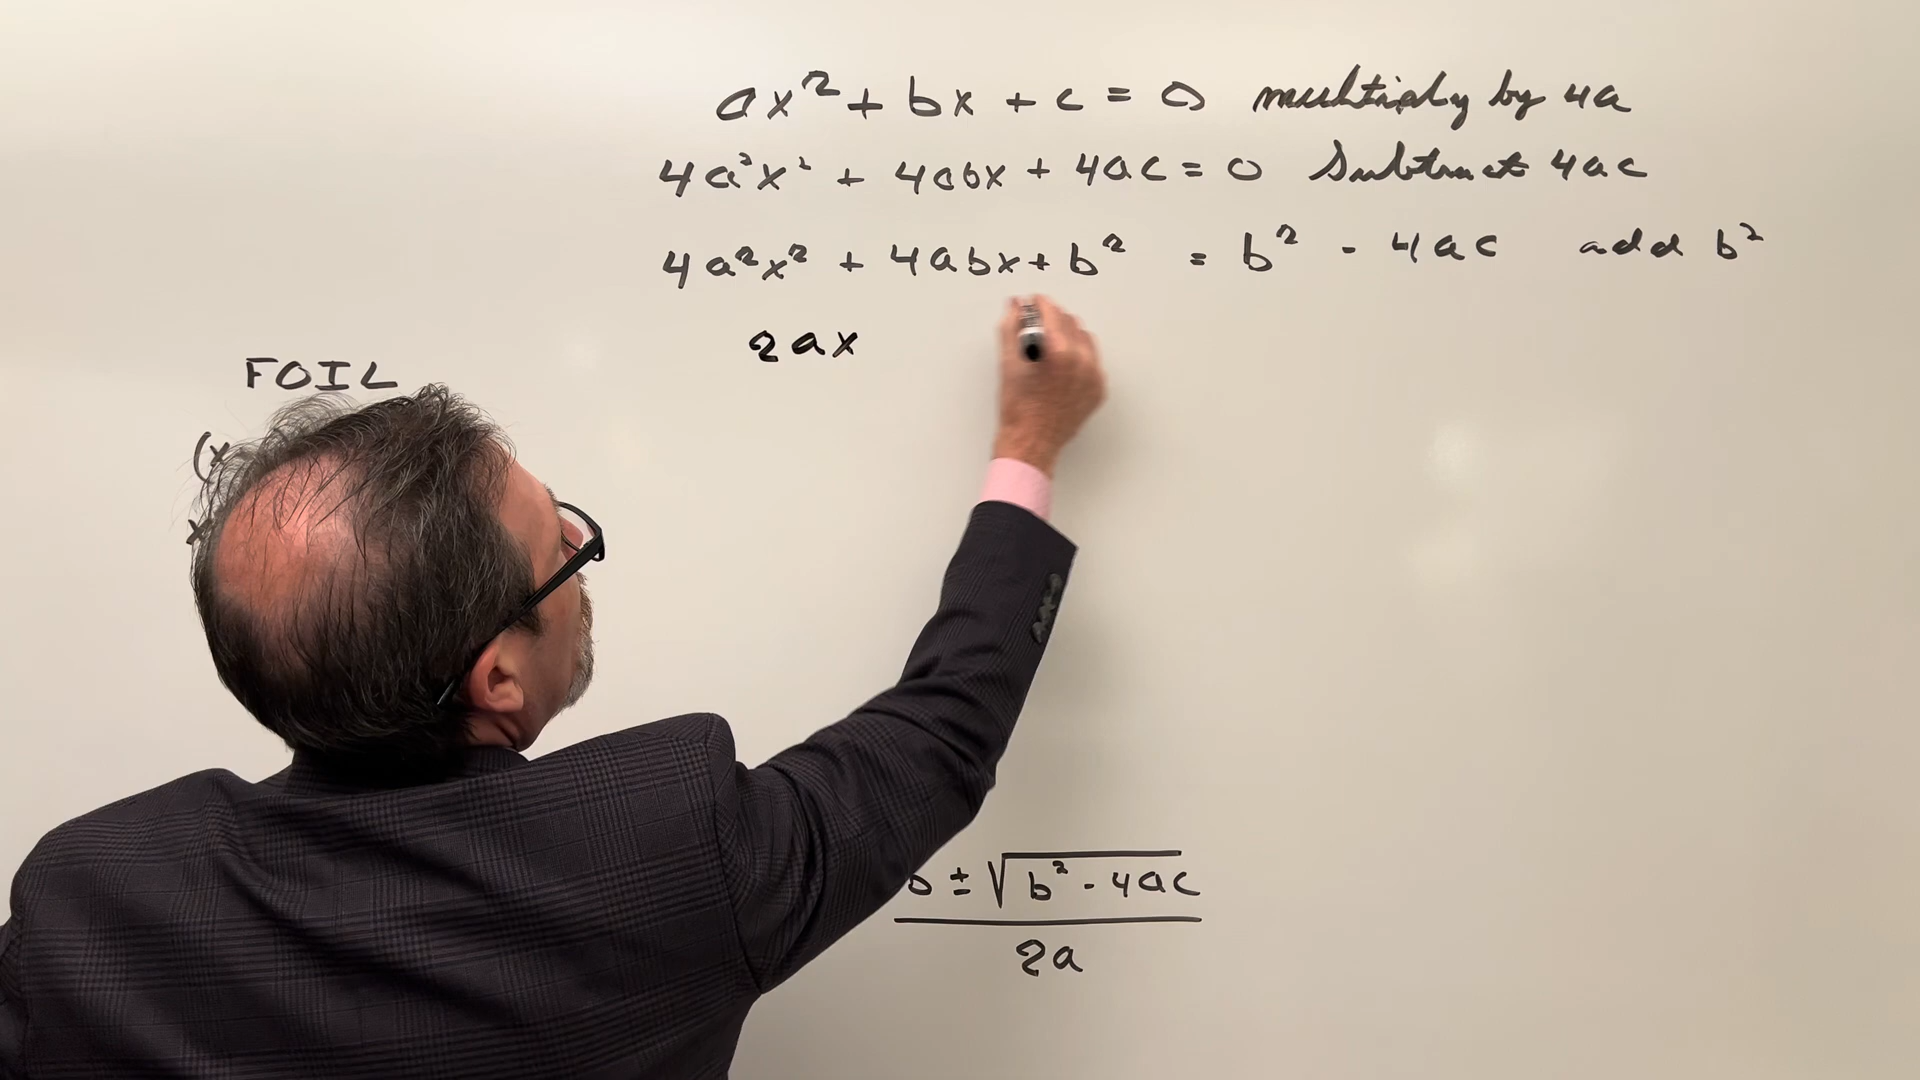 ax² + bx + c = 0 multiply by 4a
4a²x² + 4abx + 4ac = 0 Subtract 4ac
4a²x² + 4abx + b² = b² - 4ac add b²
2ax
FOIL
(x
x
b ± √b² - 4ac
2a